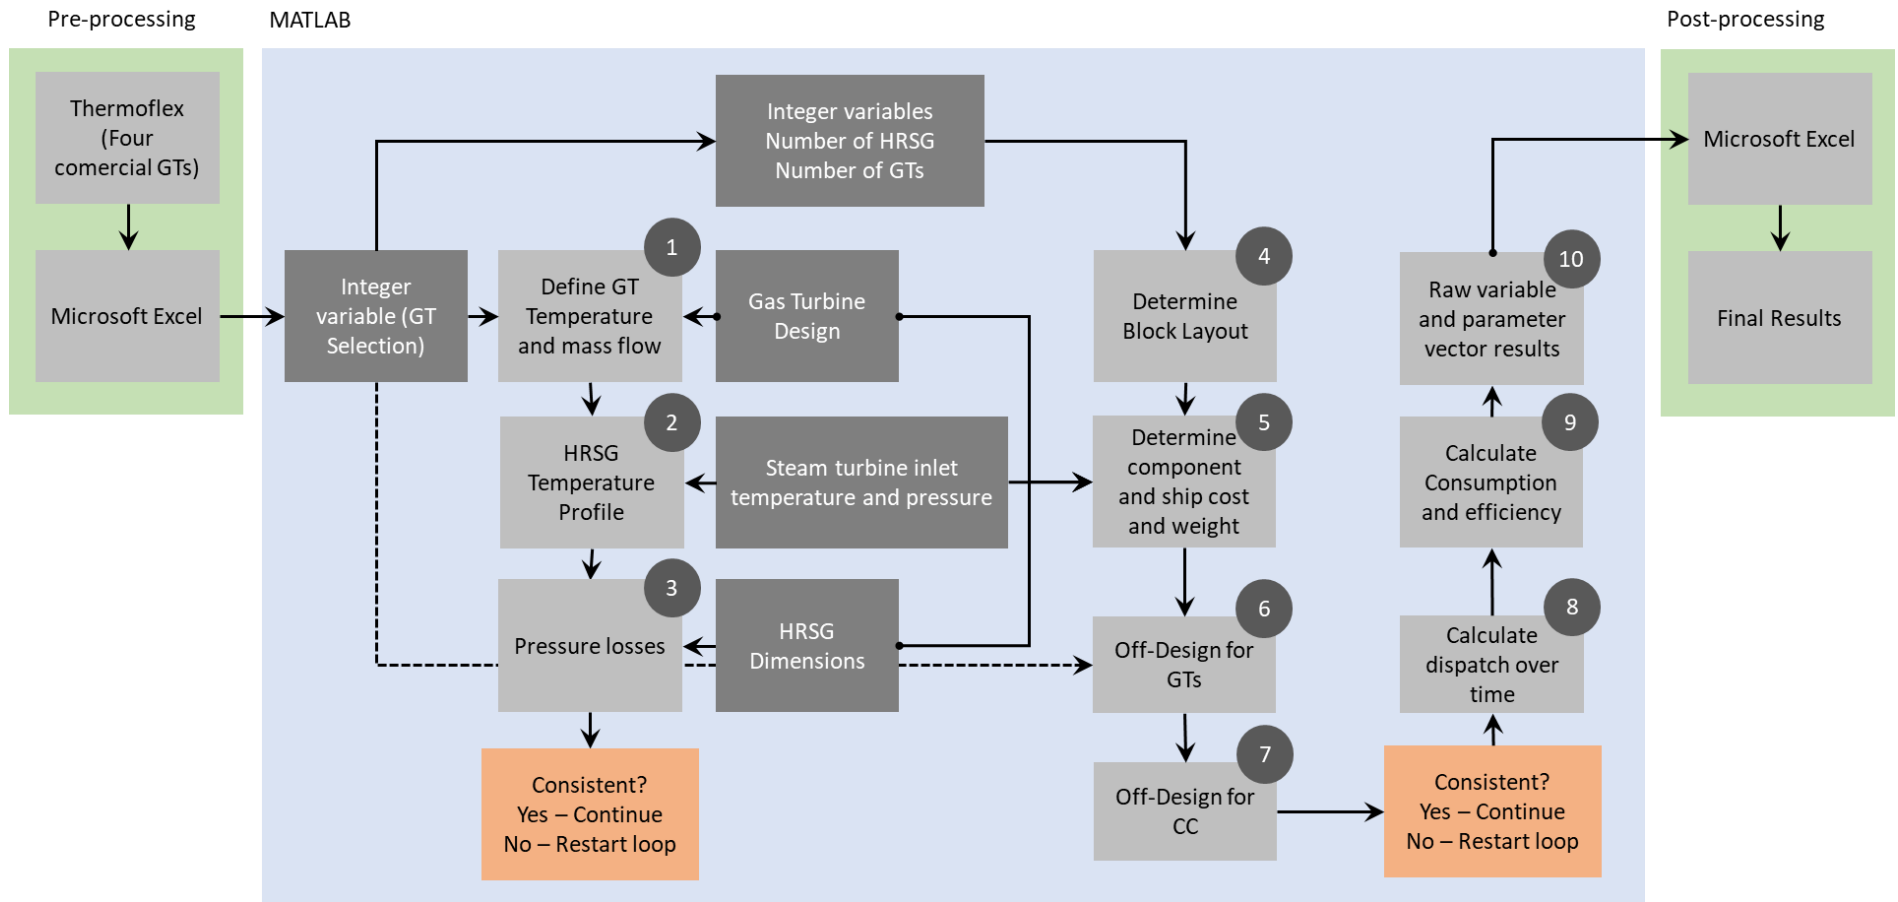 Pre-processing
MATLAB
Post-processing
Thermoflex
(Four
comercial GTs)
Microsoft Excel
Integer
variable (GT
Selection)
Integer variables
Number of HRSG
Number of GTs
1
Define GT
Temperature
and mass flow
Gas Turbine
Design
2
HRSG
Temperature
Profile
Steam turbine inlet
temperature and pressure
3
Pressure losses
HRSG
Dimensions
Consistent?
Yes – Continue
No – Restart loop
4
Determine
Block Layout
5
Determine
component
and ship cost
and weight
6
Off-Design for
GTs
7
Off-Design for
CC
Consistent?
Yes – Continue
No – Restart loop
8
Calculate
dispatch over
time
9
Calculate
Consumption
and efficiency
10
Raw variable
and parameter
vector results
Microsoft Excel
Final Results